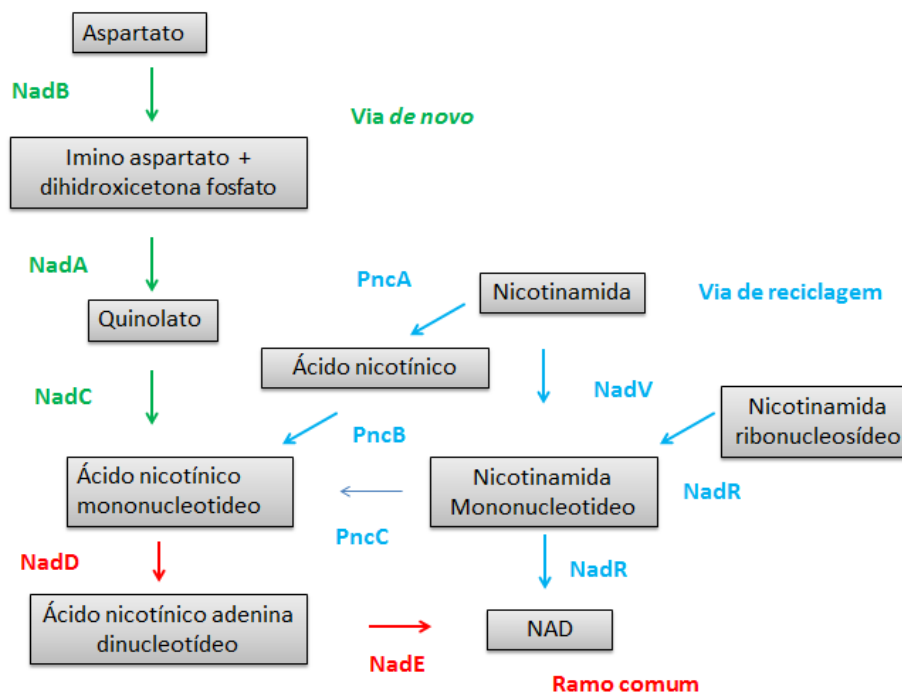 Aspartato
NadB
Via de novo
Imino aspartato +
dihidroxicetona fosfato
NadA
PncA
Nicotinamida
Via de reciclagem
Quinolato
Ácido nicotínico
NadC
NadV
Nicotinamida
ribonucleosídeo
PncB
Ácido nicotínico
mononucleotideo
Nicotinamida
Mononucleotideo
NadR
PncC
NadD
NadR
Ácido nicotínico adenina
dinucleotídeo
NadE
NAD
Ramo comum